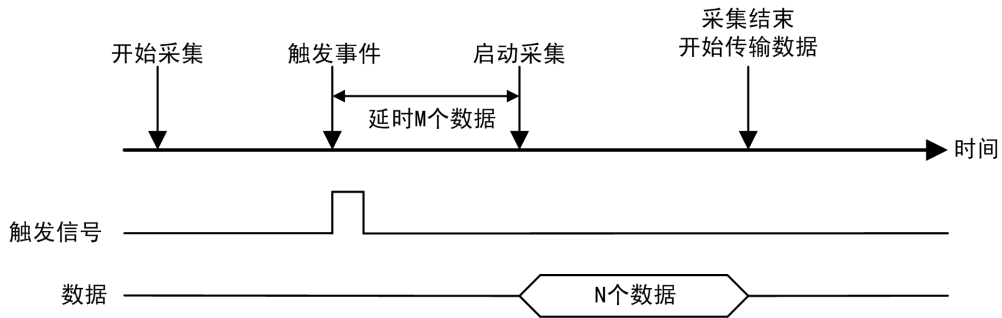 采集结束
开始传输数据
开始采集
触发事件
启动采集
延时M个数据
时间
触发信号
数据
N个数据